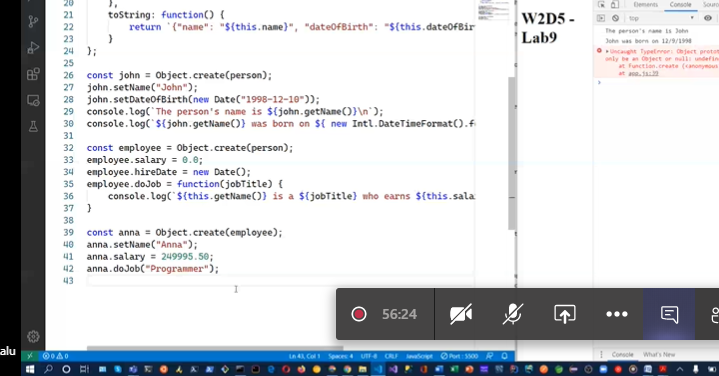 20 },
21 toString: function() {
22 return `{"name": "${this.name}", "dateOfBirth": "${this.dateOfBir
23 }
24 };
25
26 const john = Object.create(person);
27 john.setName("John");
28 john.setDateOfBirth(new Date("1998-12-10"));
29 console.log(`The person's name is ${john.getName()}\n`);
30 console.log(`${john.getName()} was born on ${ new Intl.DateTimeFormat().f
31
32 const employee = Object.create(person);
33 employee.salary = 0.0;
34 employee.hireDate = new Date();
35 employee.doJob = function(jobTitle) {
36 console.log(`${this.getName()} is a ${jobTitle} who earns ${this.sala
37 }
38
39 const anna = Object.create(employee);
40 anna.setName("Anna");
41 anna.salary = 249995.50;
42 anna.doJob("Programmer");
43
W2D5 -
Lab9
Elements Console Sour
top
The person's name is John
John was born on 12/9/1998
Uncaught TypeError: Object protot
only be an Object or null: undefin
at Function.create (<anonymous
at app.js:39
56:24
alu
0 0
Ln 43, Col 1 Spaces: 4 UTF-8 CRLF JavaScript Port : 5500
Console What's New